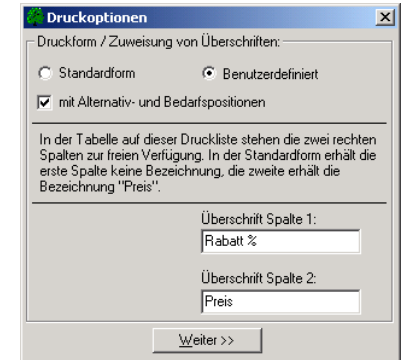 Druckoptionen
Druckform / Zuweisung von Überschriften:
Standardform
Benutzerdefiniert
mit Alternativ- und Bedarfspositionen
In der Tabelle auf dieser Druckliste stehen die zwei rechten
Spalten zur freien Verfügung. In der Standardform erhält die
erste Spalte keine Bezeichnung, die zweite erhält die
Bezeichnung "Preis".
Überschrift Spalte 1:
Rabatt %
Überschrift Spalte 2:
Preis
Weiter >>